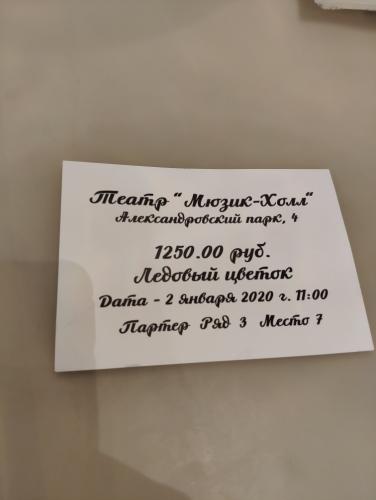 Театр "Мюзик-Холл"
Александровский парк, 4
1250.00 руб.
Ледовый цветок
Дата - 2 января 2020 г. 11:00
Партер Ряд 3 Место 7